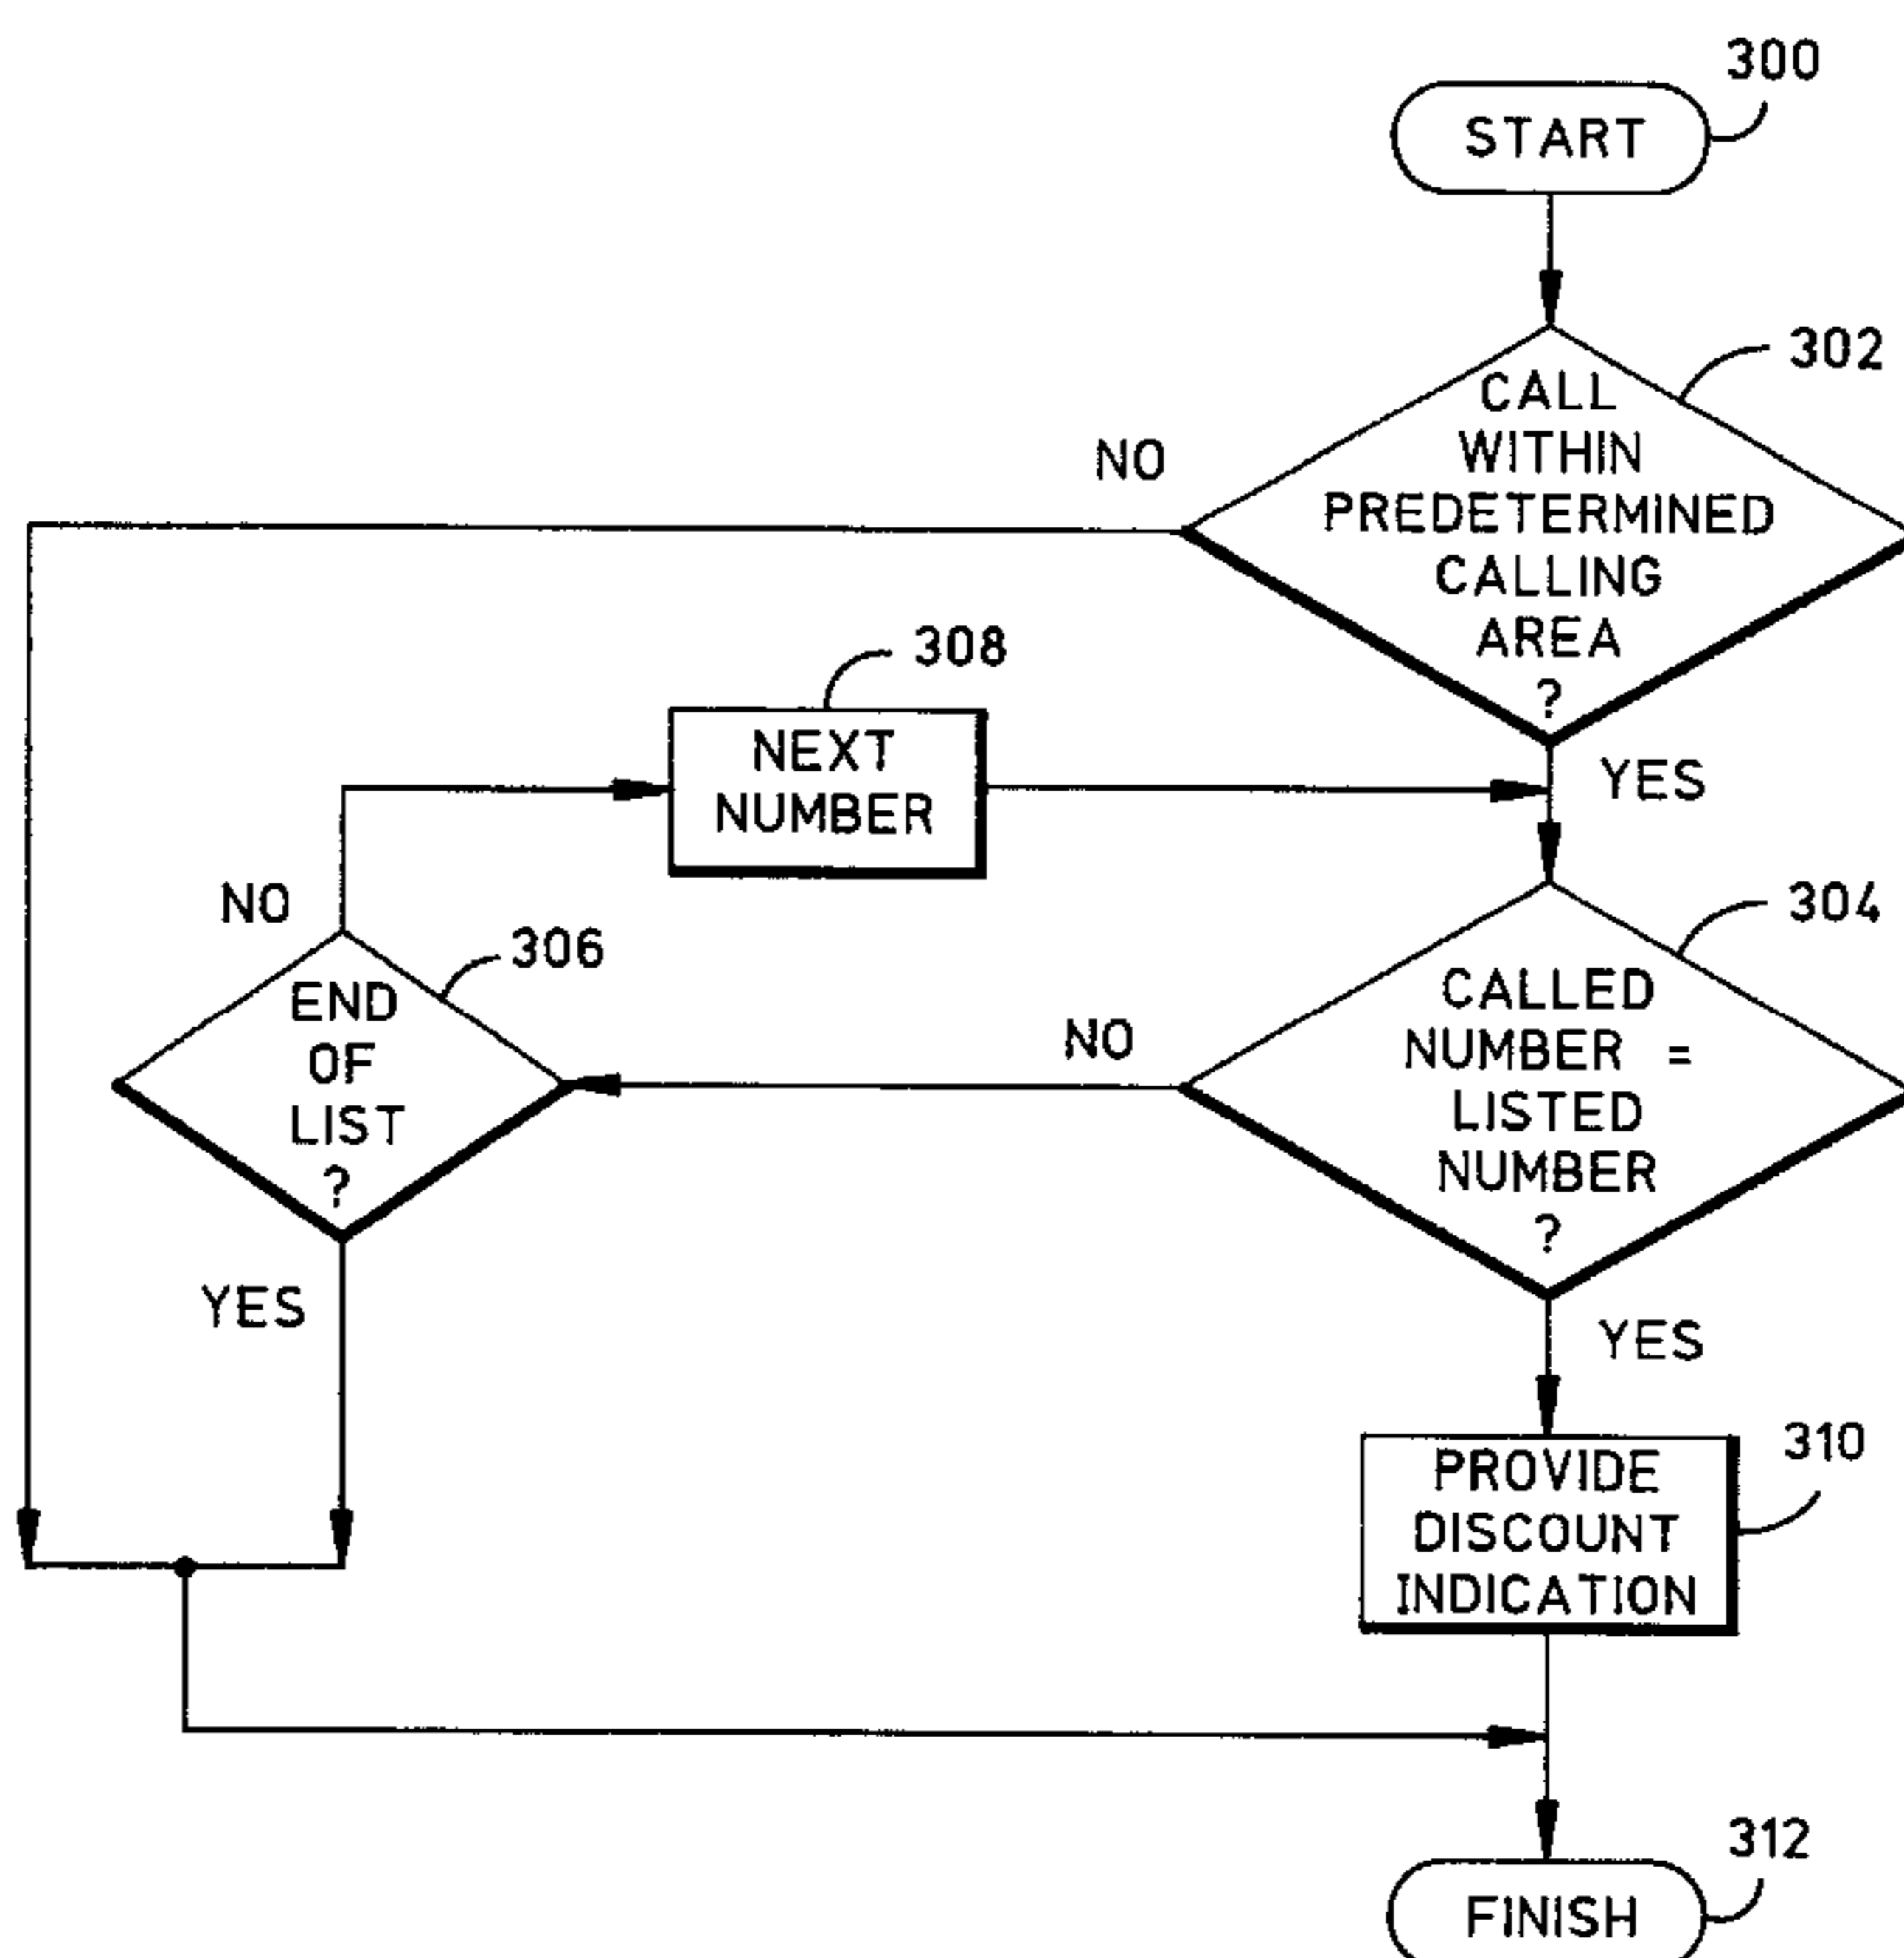 300
START
302
CALL
WITHIN
PREDETERMINED
CALLING
AREA
?
NO
YES
308
NEXT
NUMBER
NO
306
END
OF
LIST
?
YES
304
CALLED
NUMBER =
LISTED
NUMBER
?
NO
YES
310
PROVIDE
DISCOUNT
INDICATION
312
FINISH